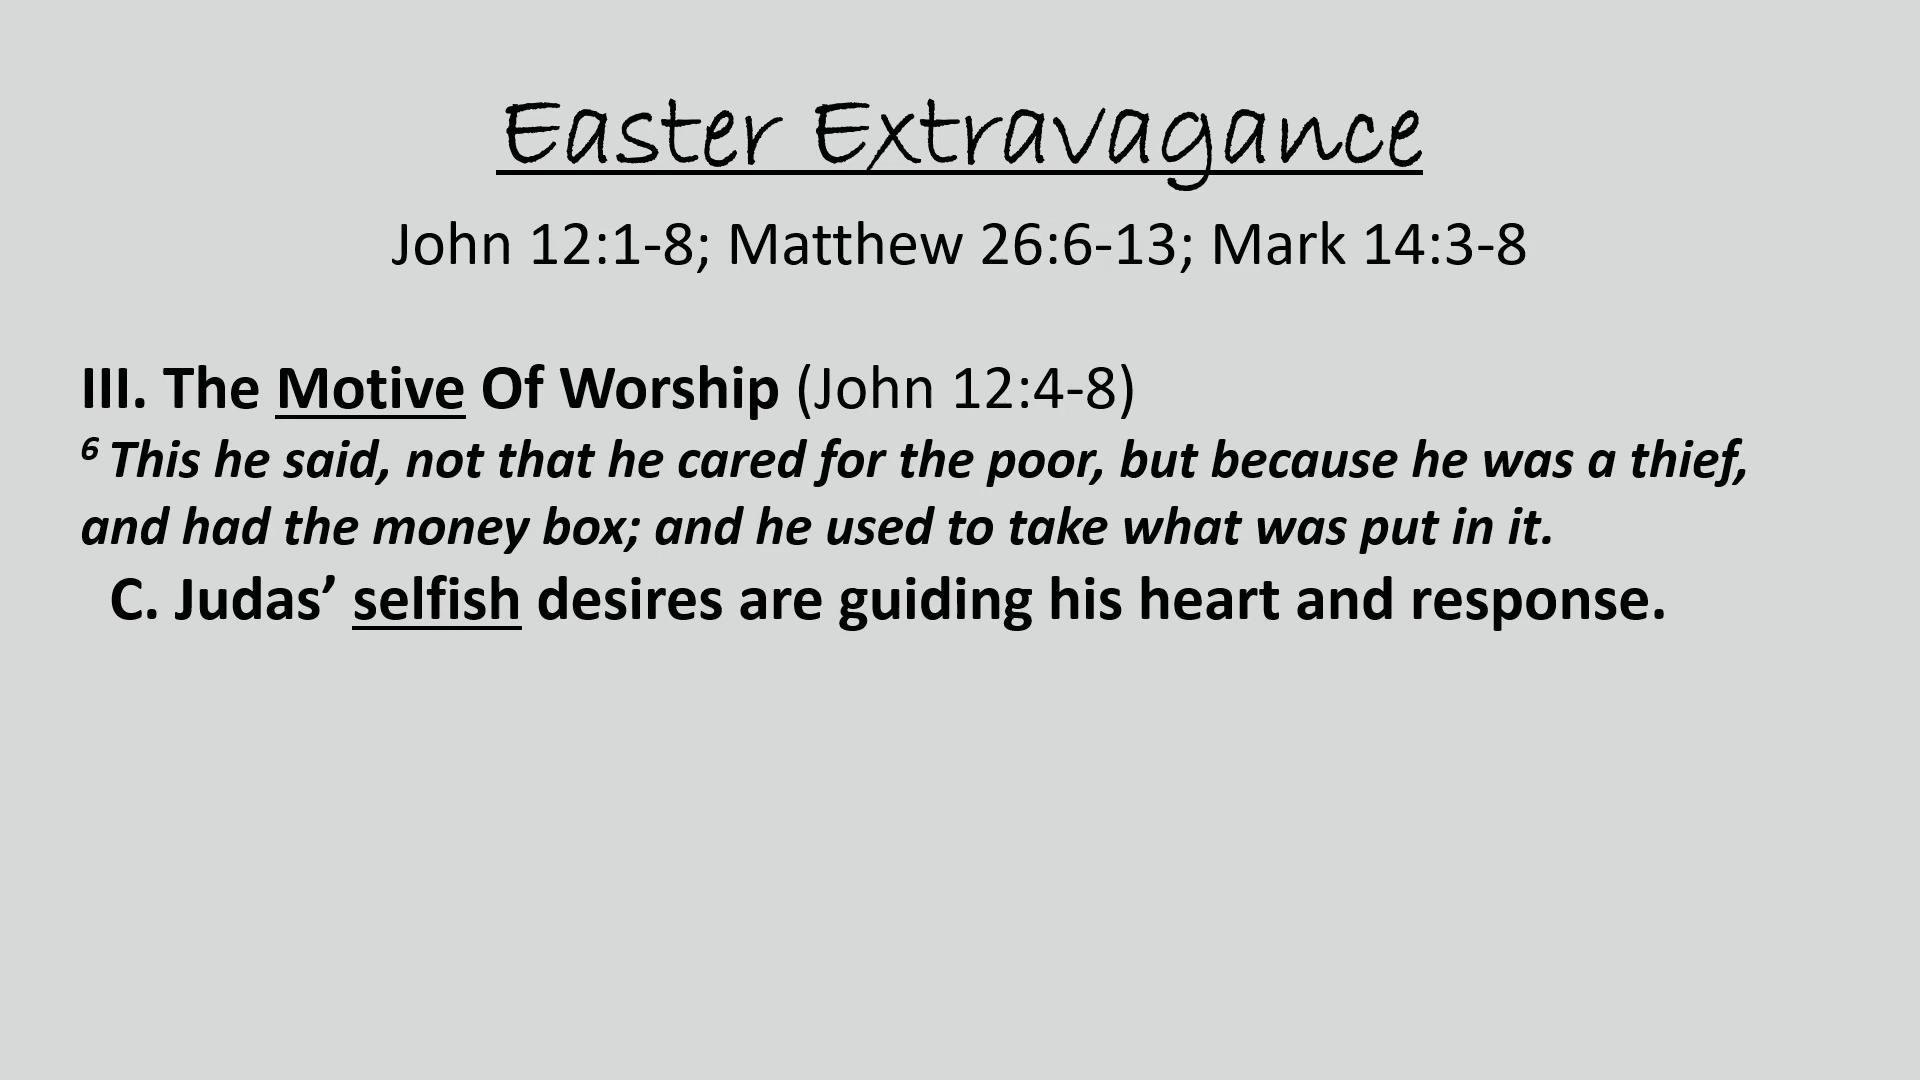 Easter Extravagance
John 12:1-8; Matthew 26:6-13; Mark 14:3-8
III. The Motive Of Worship (John 12:4-8)
6 This he said, not that he cared for the poor, but because he was a thief,
and had the money box; and he used to take what was put in it.
C. Judas’ selfish desires are guiding his heart and response.